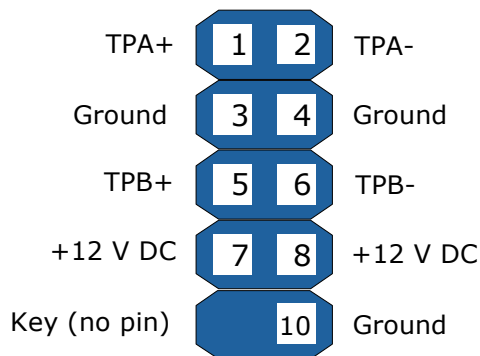 TPA+ 1 2 TPA-
Ground 3 4 Ground
TPB+ 5 6 TPB-
+12 V DC 7 8 +12 V DC
Key (no pin) 10 Ground